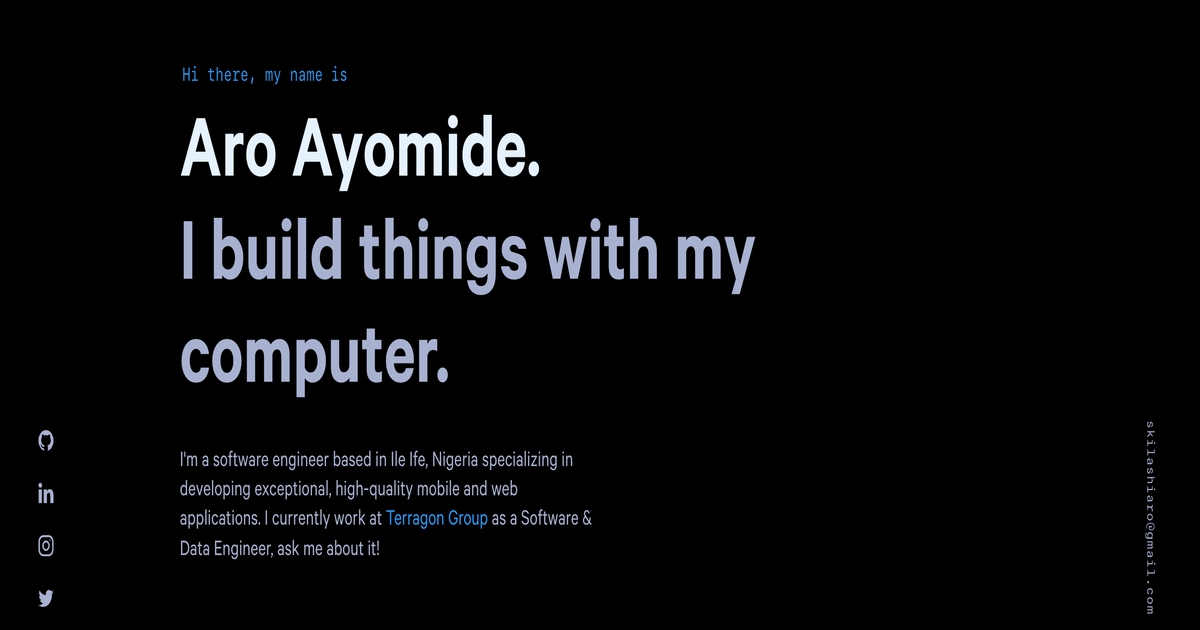 Hi there, my name is
Aro Ayomide.
I build things with my
computer.
I'm a software engineer based in Ile Ife, Nigeria specializing in
developing exceptional, high-quality mobile and web
applications. I currently work at Terragon Group as a Software &
Data Engineer, ask me about it!
skilashiaro@gmail.com